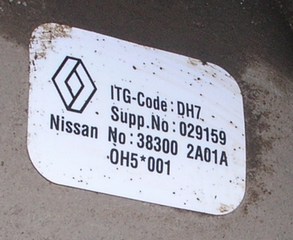 ITG-Code: DH7
Supp.No: 029159
Nissan No: 38300 2A01A
OH5*001